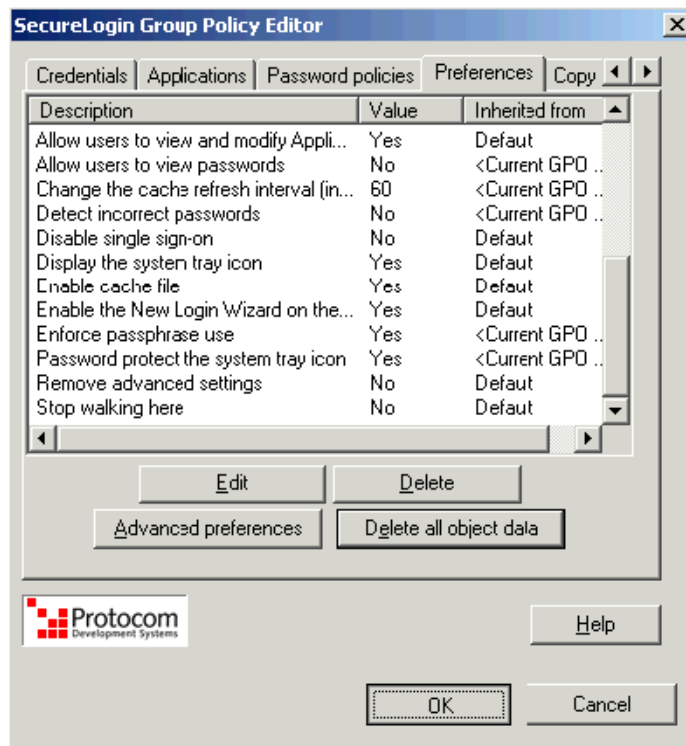 SecureLogin Group Policy Editor
Credentials Applications Password policies Preferences Copy
Description Value Inherited from
Allow users to view and modify Appli... Yes Defaut
Allow users to view passwords No <Current GPO ..
Change the cache refresh interval (in... 60 <Current GPO ..
Detect incorrect passwords No <Current GPO ..
Disable single sign-on No Defaut
Display the system tray icon Yes Defaut
Enable cache file Yes Defaut
Enable the New Login Wizard on the... Yes Defaut
Enforce passphrase use Yes <Current GPO ..
Password protect the system tray icon Yes <Current GPO ..
Remove advanced settings No Defaut
Stop walking here No Defaut
Edit Delete
Advanced preferences Delete all object data
Protocom
Development Systems
Help
OK Cancel